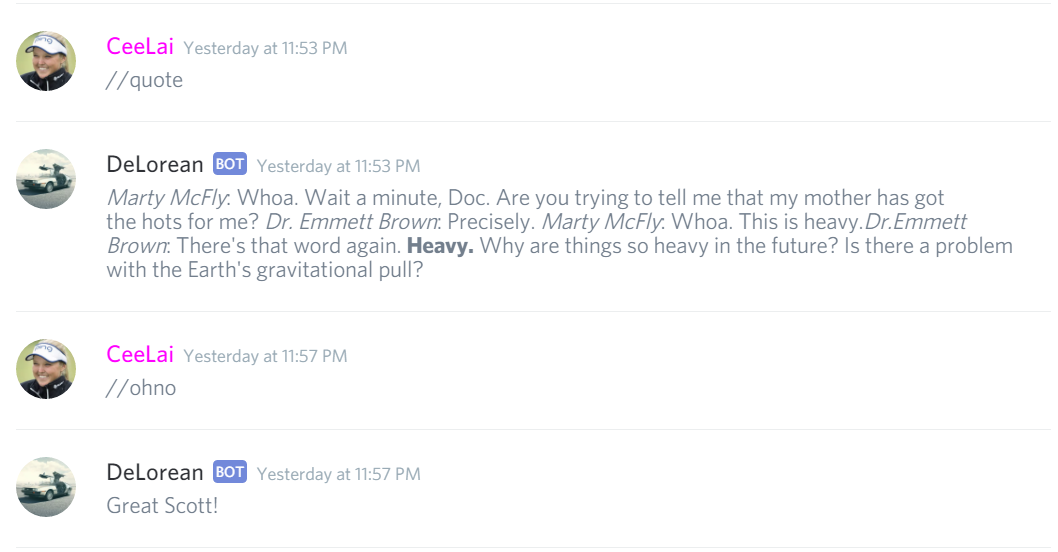 CeeLai Yesterday at 11:53 PM
//quote
DeLorean BOT Yesterday at 11:53 PM
Marty McFly: Whoa. Wait a minute, Doc. Are you trying to tell me that my mother has got
the hots for me? Dr. Emmett Brown: Precisely. Marty McFly: Whoa. This is heavy.Dr.Emmett
Brown: There's that word again. Heavy. Why are things so heavy in the future? Is there a problem
with the Earth's gravitational pull?
CeeLai Yesterday at 11:57 PM
//ohno
DeLorean BOT Yesterday at 11:57 PM
Great Scott!